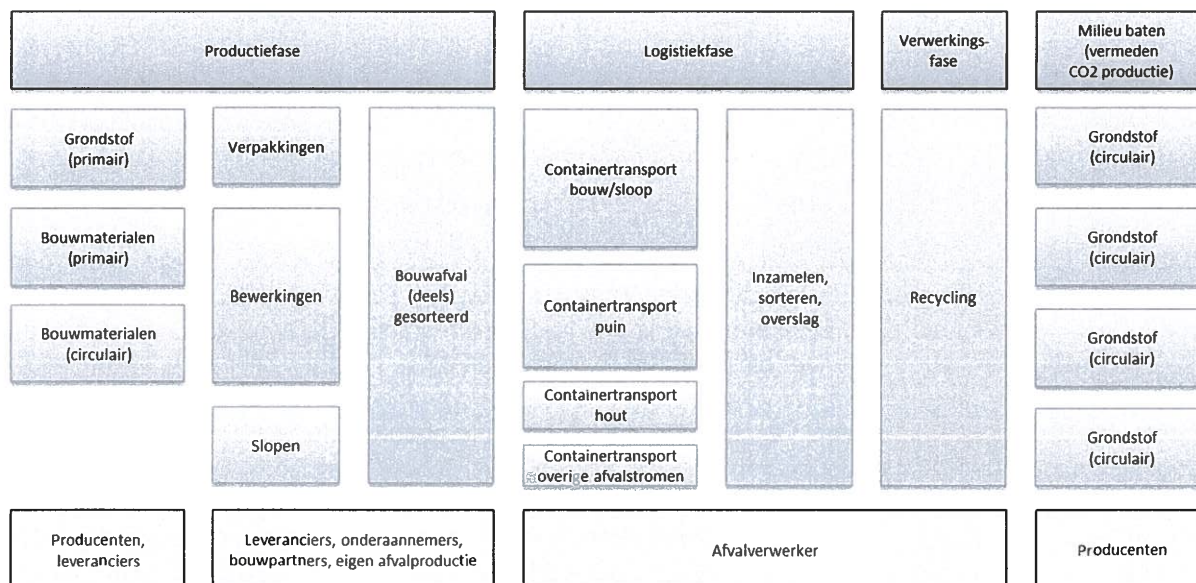 Productiefase
Logistiekfase
Verwerkings-
fase
Milieu baten
(vermeden
CO2 productie)
Grondstof
(primair)
Bouwmaterialen
(primair)
Bouwmaterialen
(circulair)
Verpakkingen
Bewerkingen
Slopen
Bouwafval
(deels)
gesorteerd
Containertransport
bouw/sloop
Containertransport
puin
Containertransport
hout
Containertransport
overige afvalstromen
Inzamelen,
sorteren,
overslag
Recycling
Grondstof
(circulair)
Grondstof
(circulair)
Grondstof
(circulair)
Grondstof
(circulair)
Producenten,
leveranciers
Leveranciers, onderaannemers,
bouwpartners, eigen afvalproductie
Afvalverwerker
Producenten